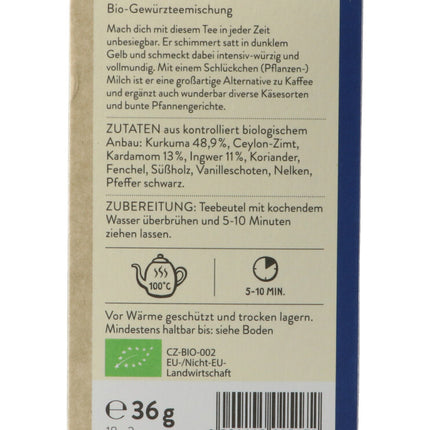 Bio-Gewürzteemischung
Mach dich mit diesem Tee in jeder Zeit
unbesiegbar. Er schimmert satt in dunklem
Gelb und schmeckt dabei intensiv-würzig und
vollmundig. Mit einem Schlückchen (Pflanzen-)
Milch ist er eine großartige Alternative zu Kaffee
und ergänzt auch wunderbar diverse Käsesorten
und bunte Pfannengerichte.
ZUTATEN aus kontrolliert biologischem
Anbau: Kurkuma 48,9%, Ceylon-Zimt,
Kardamom 13%, Ingwer 11%, Koriander,
Fenchel, Süßholz, Vanilleschoten, Nelken,
Pfeffer schwarz.
ZUBEREITUNG: Teebeutel mit kochendem
Wasser überbrühen und 5-10 Minuten
ziehen lassen.
100°C
5-10 MIN.
Vor Wärme geschützt und trocken lagern.
Mindestens haltbar bis: siehe Boden
CZ-BIO-002
EU-/Nicht-EU-
Landwirtschaft
℮ 36 g